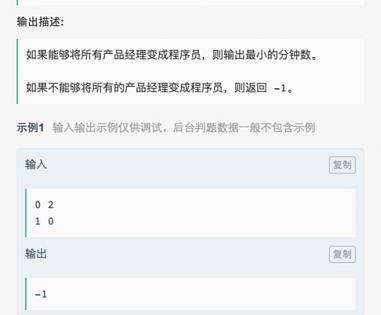 输出描述:
如果能够将所有产品经理变成程序员，则输出最小的分钟数。
如果不能够将所有的产品经理变成程序员，则返回 -1。
示例1 输入输出示例仅供调试，后台判题数据一般不包含示例
输入
复制
0 2
1 0
输出
复制
-1